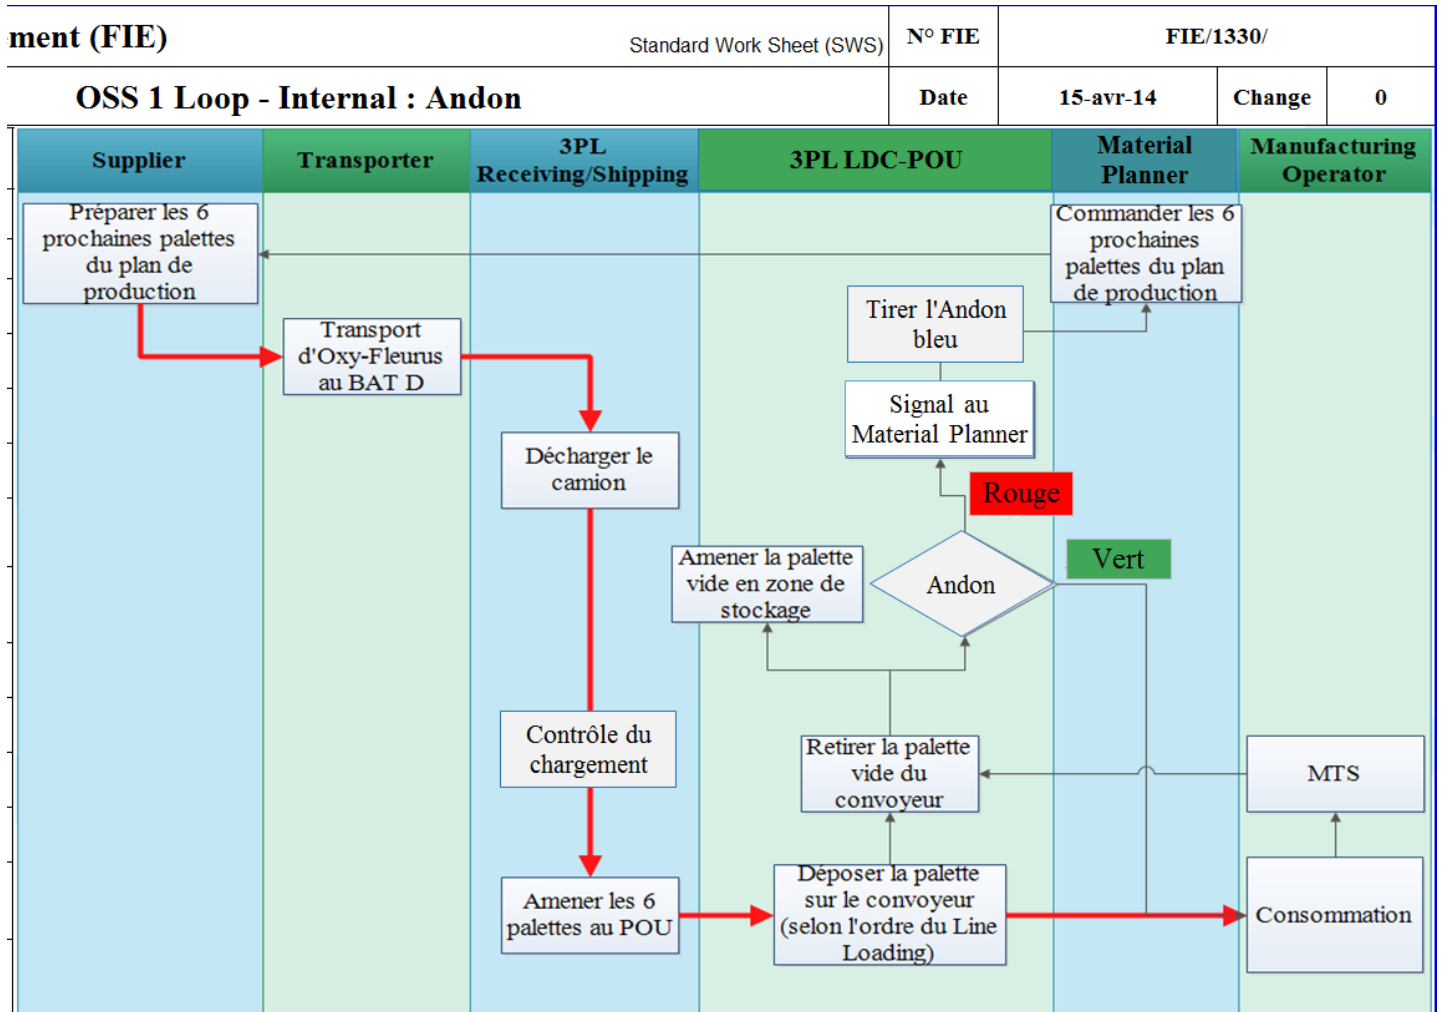 ment (FIE)
Standard Work Sheet (SWS)
N° FIE
FIE/1330/
OSS 1 Loop - Internal : Andon
Date
15-avr-14
Change
0
Supplier
Transporter
3PL
Receiving/Shipping
3PL LDC-POU
Material
Planner
Manufacturing
Operator
Préparer les 6
prochaines palettes
du plan de
production
Commander les 6
prochaines
palettes du plan
de production
Tirer l'Andon
bleu
Transport
d'Oxy-Fleurus
au BAT D
Signal au
Material Planner
Décharger le
camion
Rouge
Vert
Amener la palette
vide en zone de
stockage
Andon
Contrôle du
chargement
Retirer la palette
vide du
convoyeur
MTS
Amener les 6
palettes au POU
Déposer la palette
sur le convoyeur
(selon l'ordre du Line
Loading)
Consommation